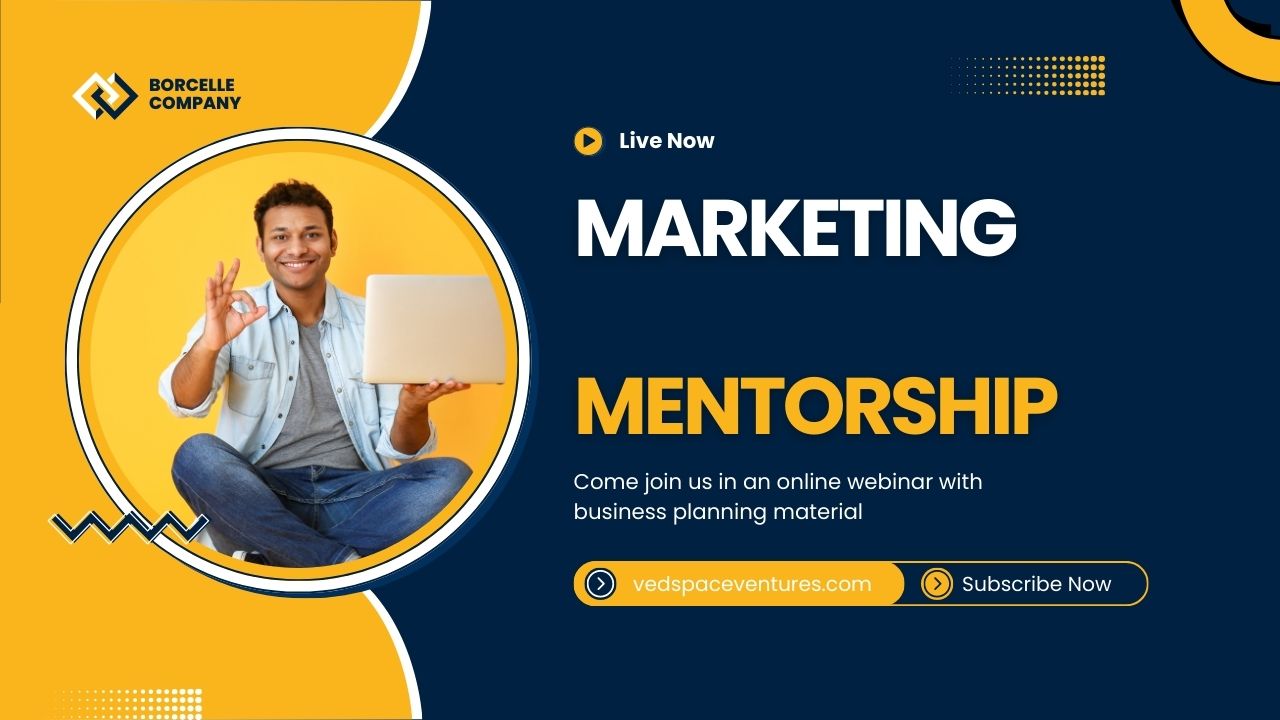 BORCELLE
COMPANY
Live Now
MARKETING
MENTORSHIP
Come join us in an online webinar with
business planning material
vedspaceventures.com
Subscribe Now